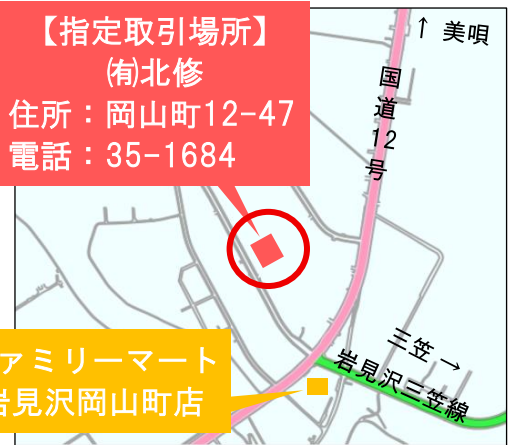 【指定取引場所】
㈲北修
住所：岡山町12-47
電話：35-1684
↑ 美唄
国道12号
三笠→
岩見沢三笠線
ァミリーマート
岩見沢岡山町店